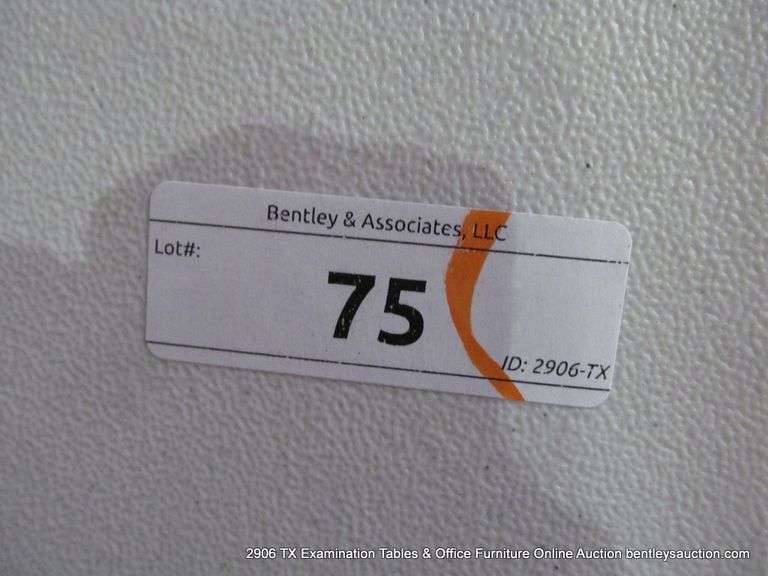 Bentley & Associates, LLC
Lot#:
75
ID: 2906-TX
2906 TX Examination Tables & Office Furniture Online Auction bentleysauction.com